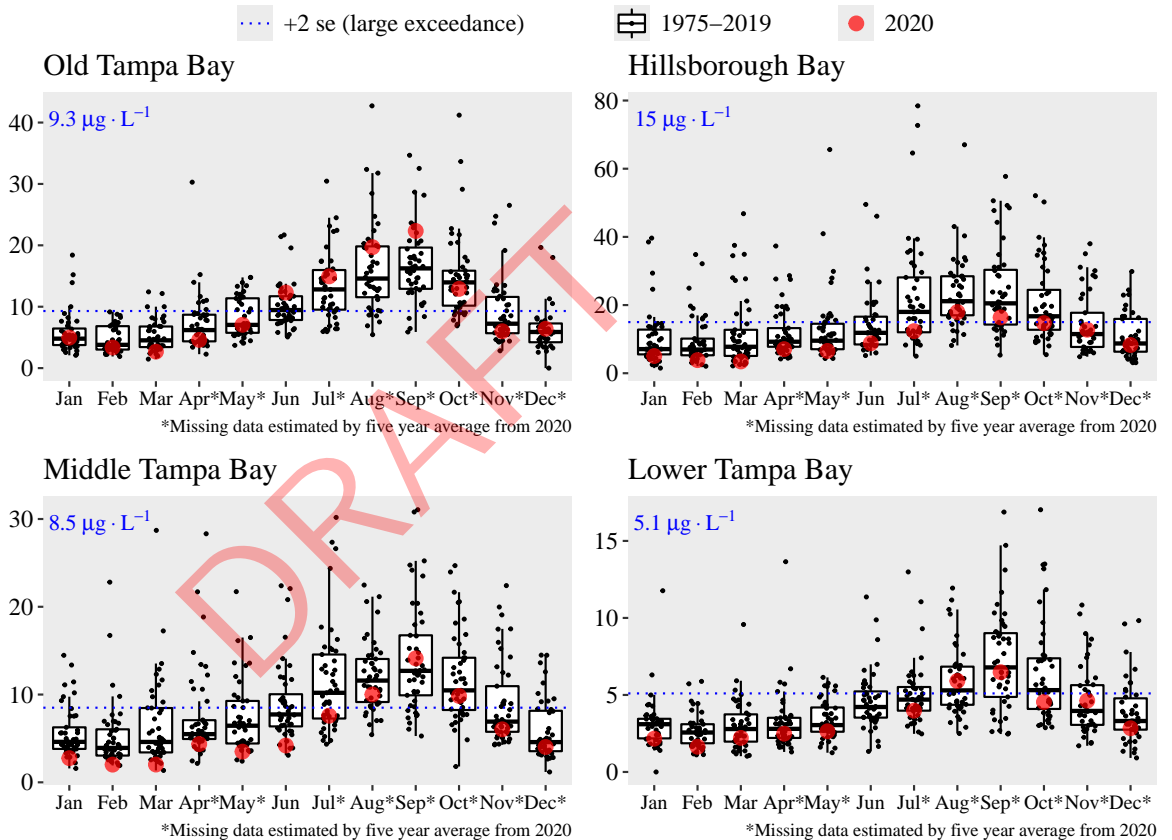 +2 se (large exceedance) 1975–2019 2020
Old Tampa Bay
9.3 μg · L⁻¹
40
30
20
10
0
Jan Feb Mar Apr* May* Jun Jul* Aug* Sep* Oct* Nov* Dec*
*Missing data estimated by five year average from 2020
Hillsborough Bay
15 μg · L⁻¹
80
60
40
20
0
Jan Feb Mar Apr* May* Jun Jul* Aug* Sep* Oct* Nov* Dec*
*Missing data estimated by five year average from 2020
Middle Tampa Bay
8.5 μg · L⁻¹
30
20
10
0
Jan Feb Mar Apr* May* Jun Jul* Aug* Sep* Oct* Nov* Dec*
*Missing data estimated by five year average from 2020
Lower Tampa Bay
5.1 μg · L⁻¹
15
10
5
0
Jan Feb Mar Apr* May* Jun Jul* Aug* Sep* Oct* Nov* Dec*
*Missing data estimated by five year average from 2020
DRAFT